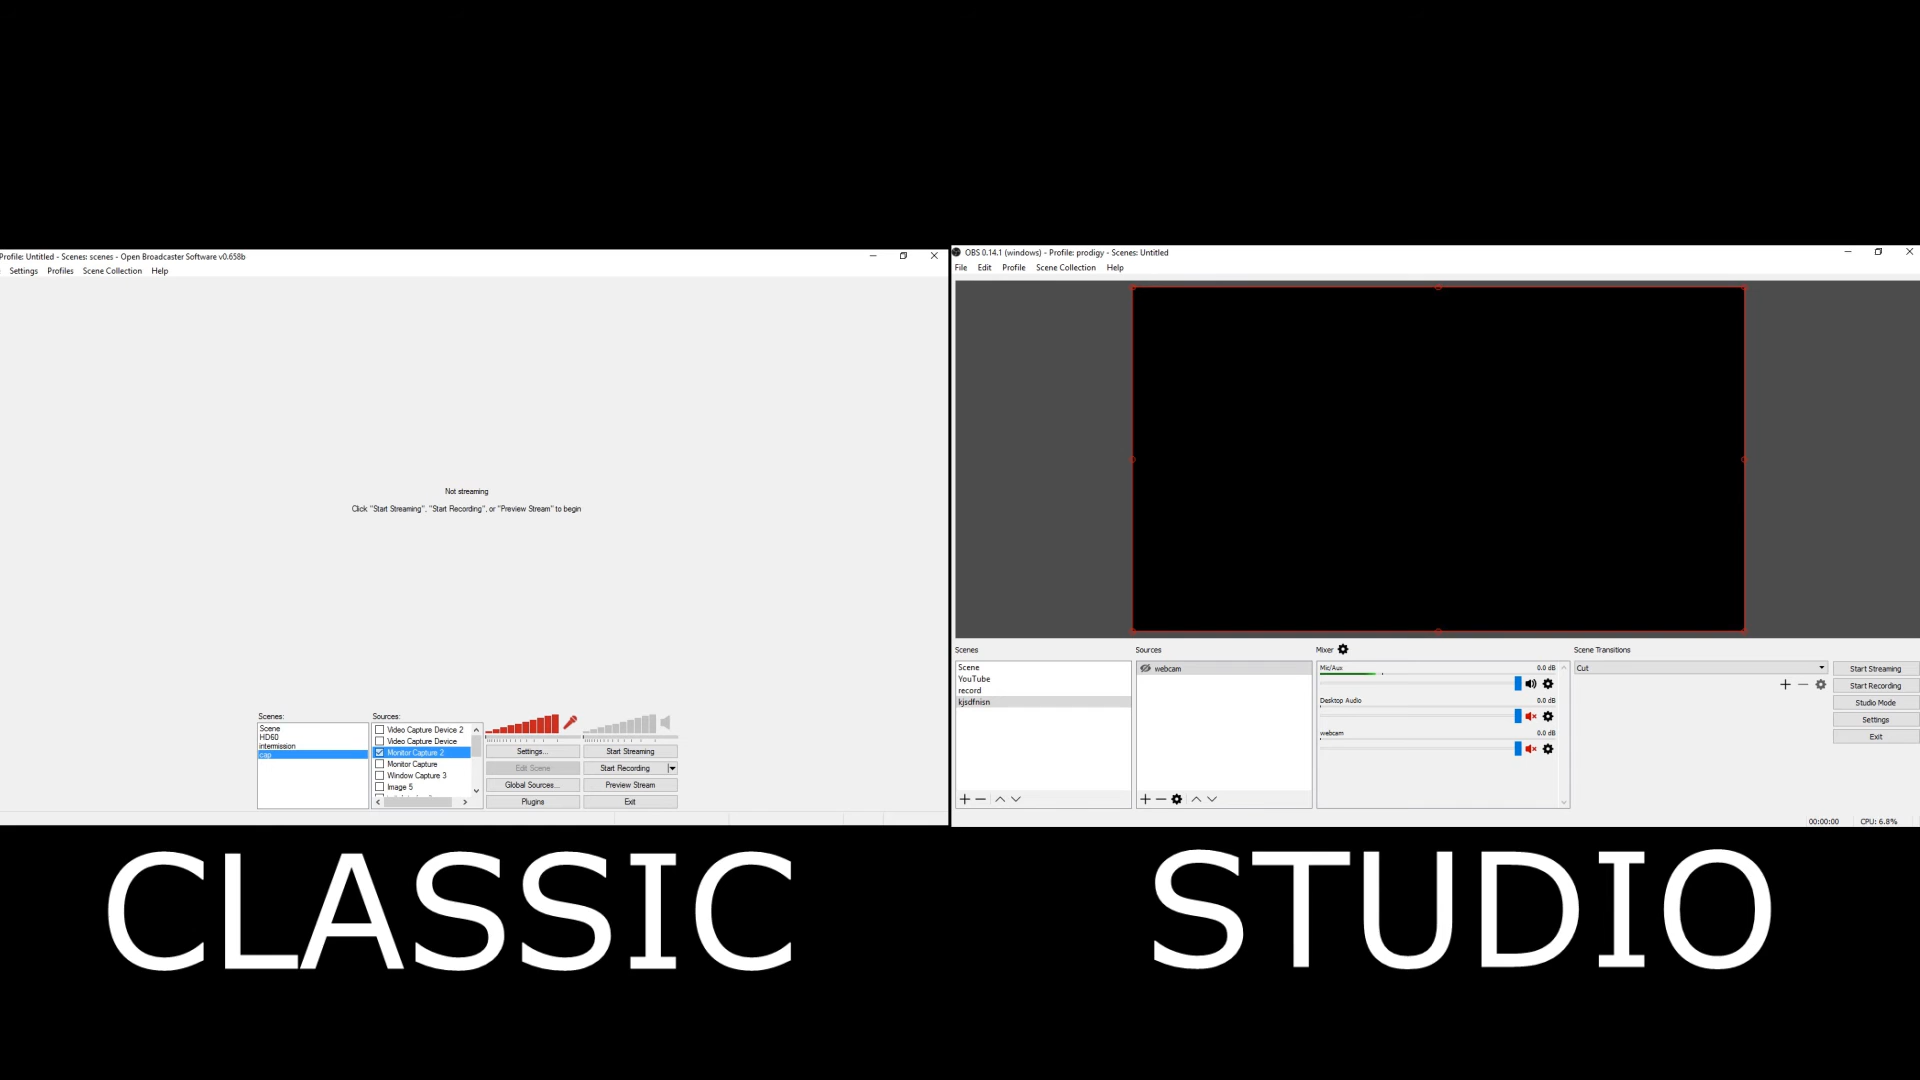 Profile: Untitled - Scenes: scenes - Open Broadcaster Software v0.658b
Settings Profiles Scene Collection Help
Not streaming
Click "Start Streaming", "Start Recording", or "Preview Stream" to begin
Scenes:
Scene
HD60
intermission
cap
Sources:
Video Capture Device 2
Video Capture Device
Monitor Capture 2
Monitor Capture
Window Capture 3
Image 5
Settings... Start Streaming
Edit Scene Start Recording
Global Sources... Preview Stream
Plugins Exit
OBS 0.14.1 (windows) - Profile: prodigy - Scenes: Untitled
File Edit Profile Scene Collection Help
Scenes
Scene
YouTube
record
kjsdfnisn
Sources
webcam
Mixer
Mic/Aux 0.0 dB
Desktop Audio 0.0 dB
webcam 0.0 dB
Scene Transitions
Cut
Start Streaming
Start Recording
Studio Mode
Settings
Exit
00:00:00 CPU: 6.8%
CLASSIC
STUDIO